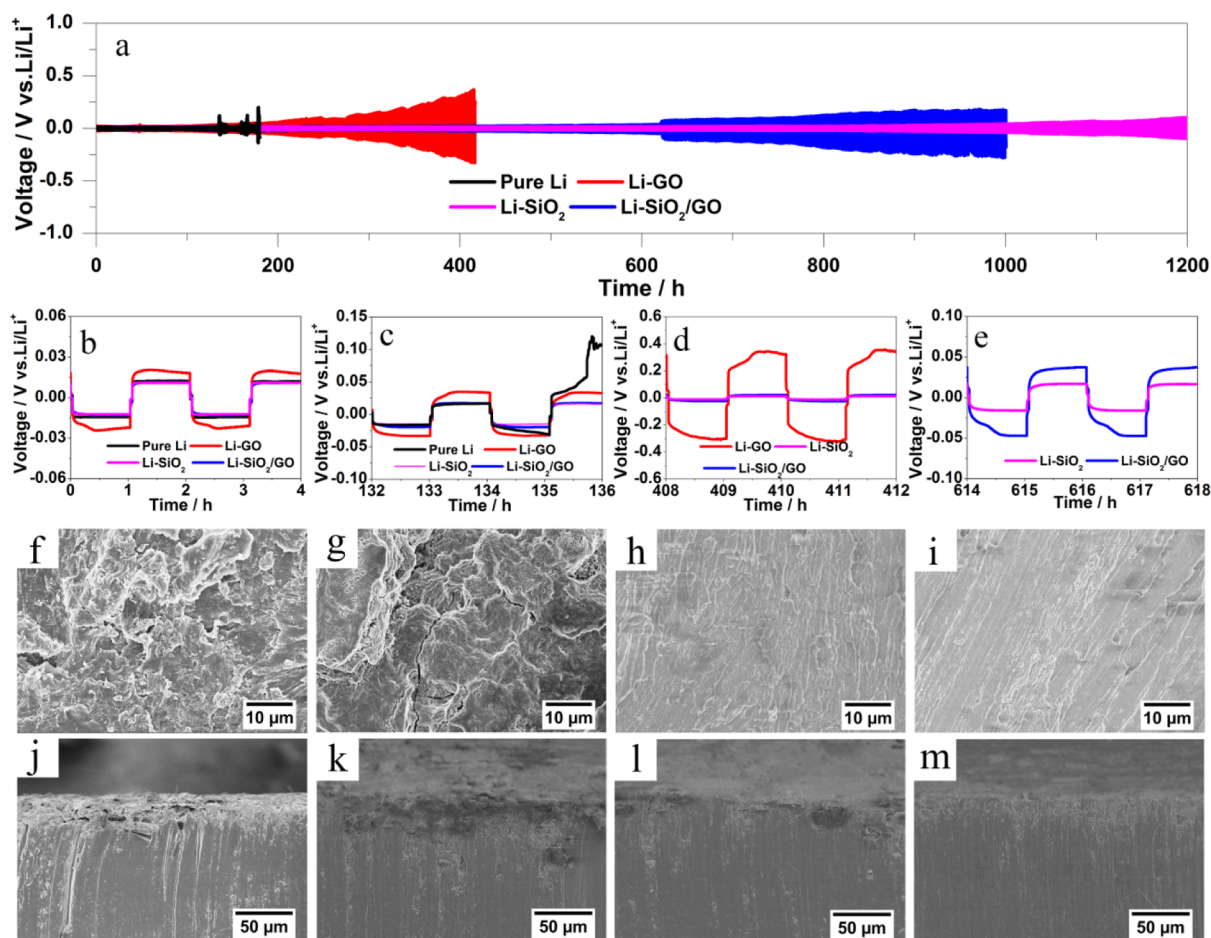 a
Voltage / V vs.Li/Li⁺
1.0
0.5
0.0
-0.5
-1.0
Pure Li Li-GO
Li-SiO₂ Li-SiO₂/GO
0 200 400 600 800 1000 1200
Time / h
b
Voltage / V vs.Li/Li⁺
0.06
0.03
0.00
-0.03
-0.06
Pure Li Li-GO
Li-SiO₂ Li-SiO₂/GO
0 1 2 3 4
Time / h
c
Voltage / V vs.Li/Li⁺
0.15
0.10
0.05
0.00
-0.05
-0.10
Pure Li Li-GO
Li-SiO₂ Li-SiO₂/GO
132 133 134 135 136
Time / h
d
Voltage / V vs.Li/Li⁺
0.6
0.4
0.2
0.0
-0.2
-0.4
-0.6
Li-GO Li-SiO₂
Li-SiO₂/GO
408 409 410 411 412
Time / h
e
Voltage / V vs.Li/Li⁺
0.10
0.05
0.00
-0.05
-0.10
Li-SiO₂ Li-SiO₂/GO
614 615 616 617 618
Time / h
f
10 μm
g
10 μm
h
10 μm
i
10 μm
j
50 μm
k
50 μm
l
50 μm
m
50 μm